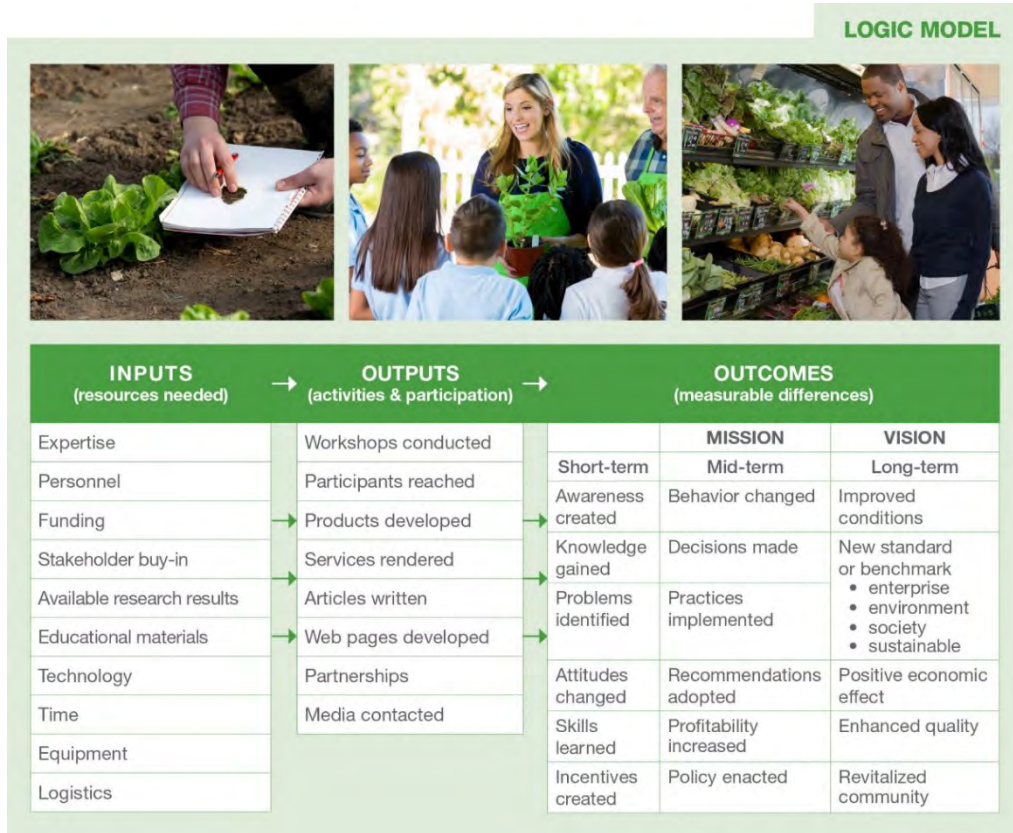 LOGIC MODEL
INPUTS
(resources needed)
OUTPUTS
(activities & participation)
OUTCOMES
(measurable differences)
Expertise
Personnel
Funding
Stakeholder buy-in
Available research results
Educational materials
Technology
Time
Equipment
Logistics
Workshops conducted
Participants reached
Products developed
Services rendered
Articles written
Web pages developed
Partnerships
Media contacted
MISSION
VISION
Short-term
Mid-term
Long-term
Awareness
created
Behavior changed
Improved
conditions
Knowledge
gained
Decisions made
New standard
or benchmark
• enterprise
• environment
• society
• sustainable
Problems
identified
Practices
implemented
Attitudes
changed
Recommendations
adopted
Positive economic
effect
Skills
learned
Profitability
increased
Enhanced quality
Incentives
created
Policy enacted
Revitalized
community